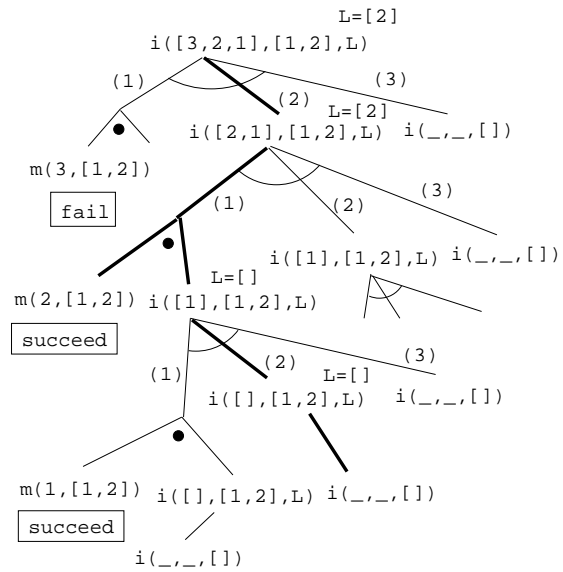 L=[2]
i([3,2,1],[1,2],L)
(1)
(2)
(3)
L=[2]
i([2,1],[1,2],L)
i(_,_,[])
m(3,[1,2])
fail
(1)
(2)
(3)
i([1],[1,2],L)
i(_,_,[])
L=[]
m(2,[1,2])
i([1],[1,2],L)
succeed
(1)
(2)
(3)
L=[]
i([],[1,2],L)
i(_,_,[])
m(1,[1,2])
i([],[1,2],L)
i(_,_,[])
succeed
i(_,_,[])